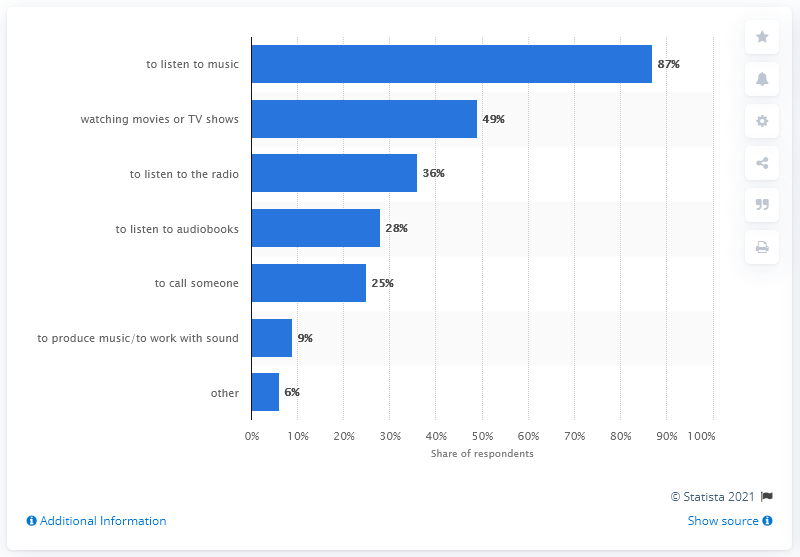 to listen to music 87%
watching movies or TV shows 49%
to listen to the radio 36%
to listen to audiobooks 28%
to call someone 25%
to produce music/to work with sound 9%
other 6%
0% 10% 20% 30% 40% 50% 60% 70% 80% 90% 100%
Share of respondents
© Statista 2021
Additional Information Show source